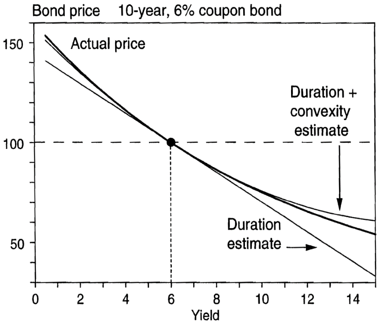 Bond price 10-year, 6% coupon bond
150
Actual price
Duration +
convexity
estimate
100
Duration
estimate
50
0 2 4 6 8 10 12 14
Yield